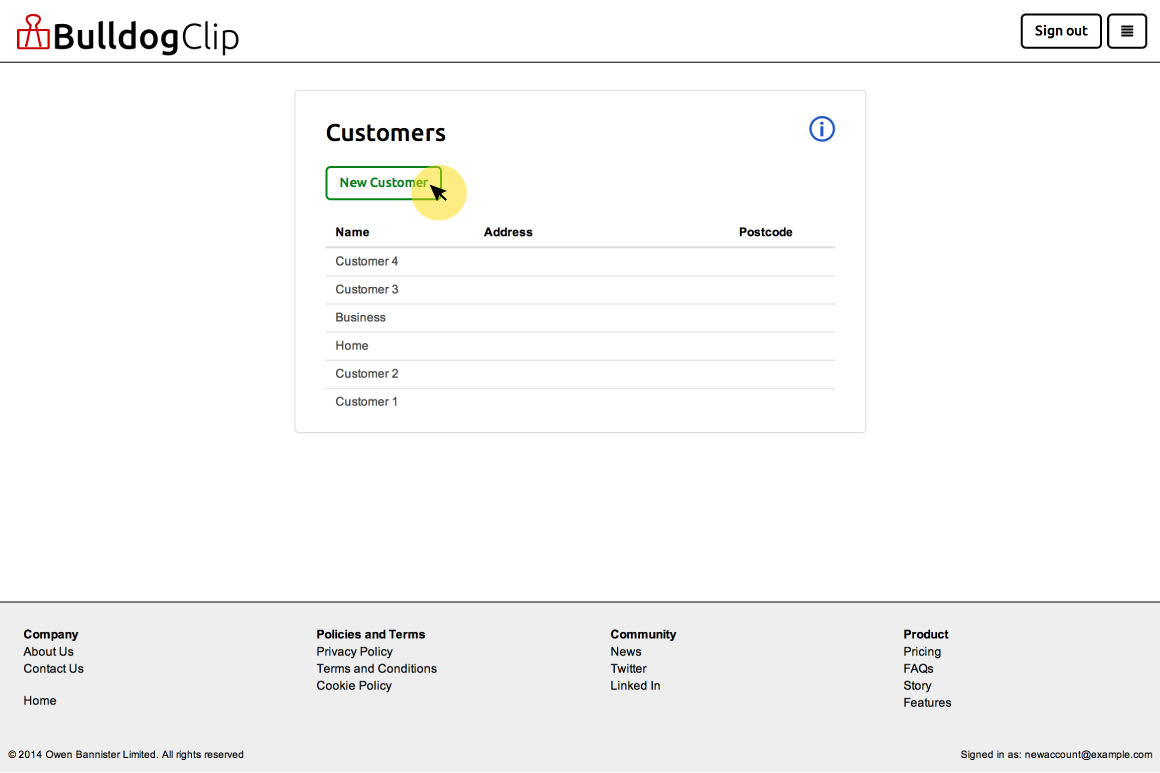 BulldogClip
Sign out
Customers
New Customer
Name Address Postcode
Customer 4
Customer 3
Business
Home
Customer 2
Customer 1
Company
About Us
Contact Us
Home
Policies and Terms
Privacy Policy
Terms and Conditions
Cookie Policy
Community
News
Twitter
Linked In
Product
Pricing
FAQs
Story
Features
© 2014 Owen Bannister Limited. All rights reserved
Signed in as: newaccount@example.com